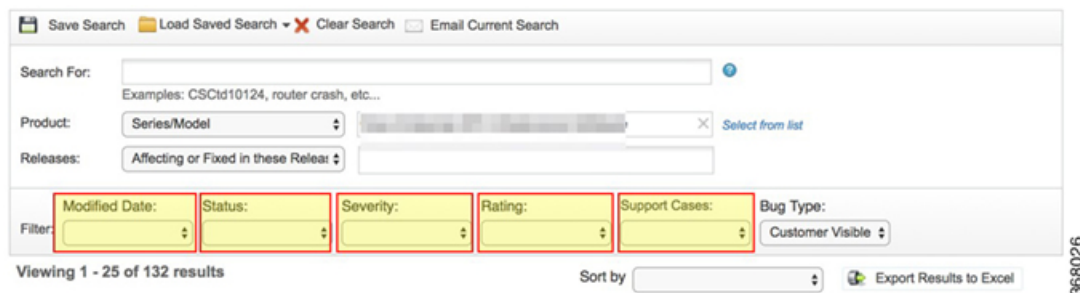 Save Search Load Saved Search Clear Search Email Current Search
Search For:
Examples: CSCtd10124, router crash, etc...
Product: Series/Model Select from list
Releases: Affecting or Fixed in these Releas
Modified Date: Status: Severity: Rating: Support Cases: Bug Type:
Filter: Customer Visible
Viewing 1 - 25 of 132 results Sort by Export Results to Excel
368026